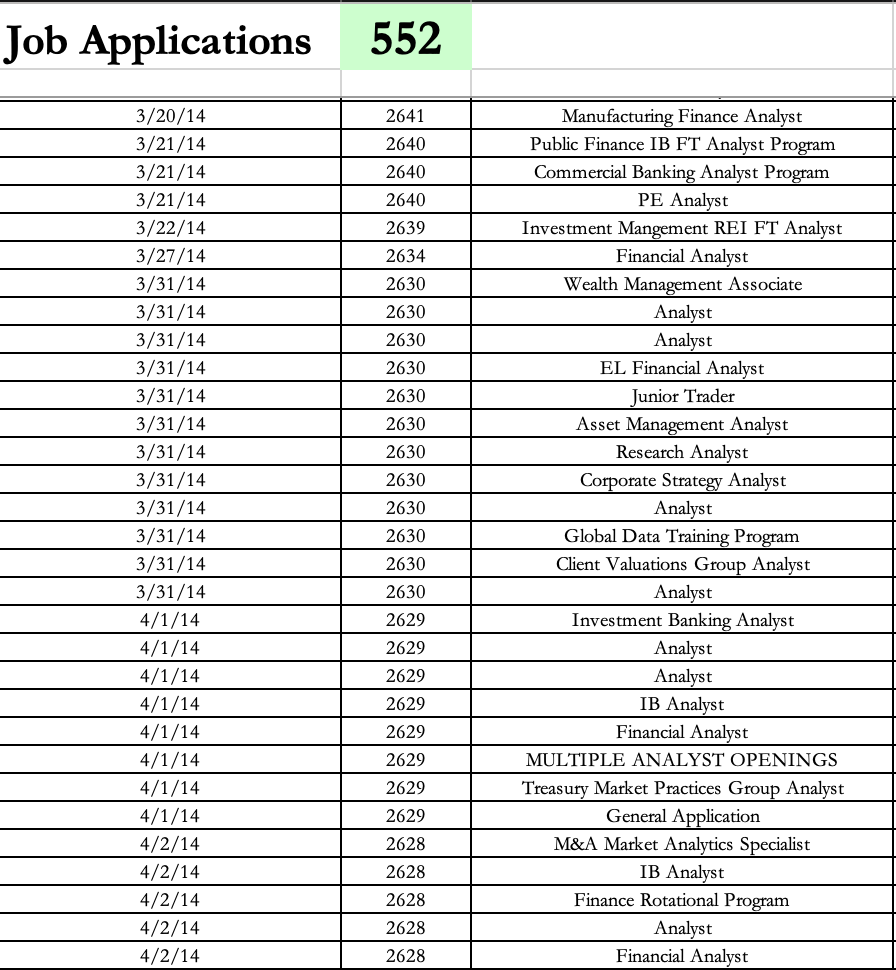 Job Applications 552
3/20/14 2641 Manufacturing Finance Analyst
3/21/14 2640 Public Finance IB FT Analyst Program
3/21/14 2640 Commercial Banking Analyst Program
3/21/14 2640 PE Analyst
3/22/14 2639 Investment Mangement REI FT Analyst
3/27/14 2634 Financial Analyst
3/31/14 2630 Wealth Management Associate
3/31/14 2630 Analyst
3/31/14 2630 Analyst
3/31/14 2630 EL Financial Analyst
3/31/14 2630 Junior Trader
3/31/14 2630 Asset Management Analyst
3/31/14 2630 Research Analyst
3/31/14 2630 Corporate Strategy Analyst
3/31/14 2630 Analyst
3/31/14 2630 Global Data Training Program
3/31/14 2630 Client Valuations Group Analyst
3/31/14 2630 Analyst
4/1/14 2629 Investment Banking Analyst
4/1/14 2629 Analyst
4/1/14 2629 Analyst
4/1/14 2629 IB Analyst
4/1/14 2629 Financial Analyst
4/1/14 2629 MULTIPLE ANALYST OPENINGS
4/1/14 2629 Treasury Market Practices Group Analyst
4/1/14 2629 General Application
4/2/14 2628 M&A Market Analytics Specialist
4/2/14 2628 IB Analyst
4/2/14 2628 Finance Rotational Program
4/2/14 2628 Analyst
4/2/14 2628 Financial Analyst